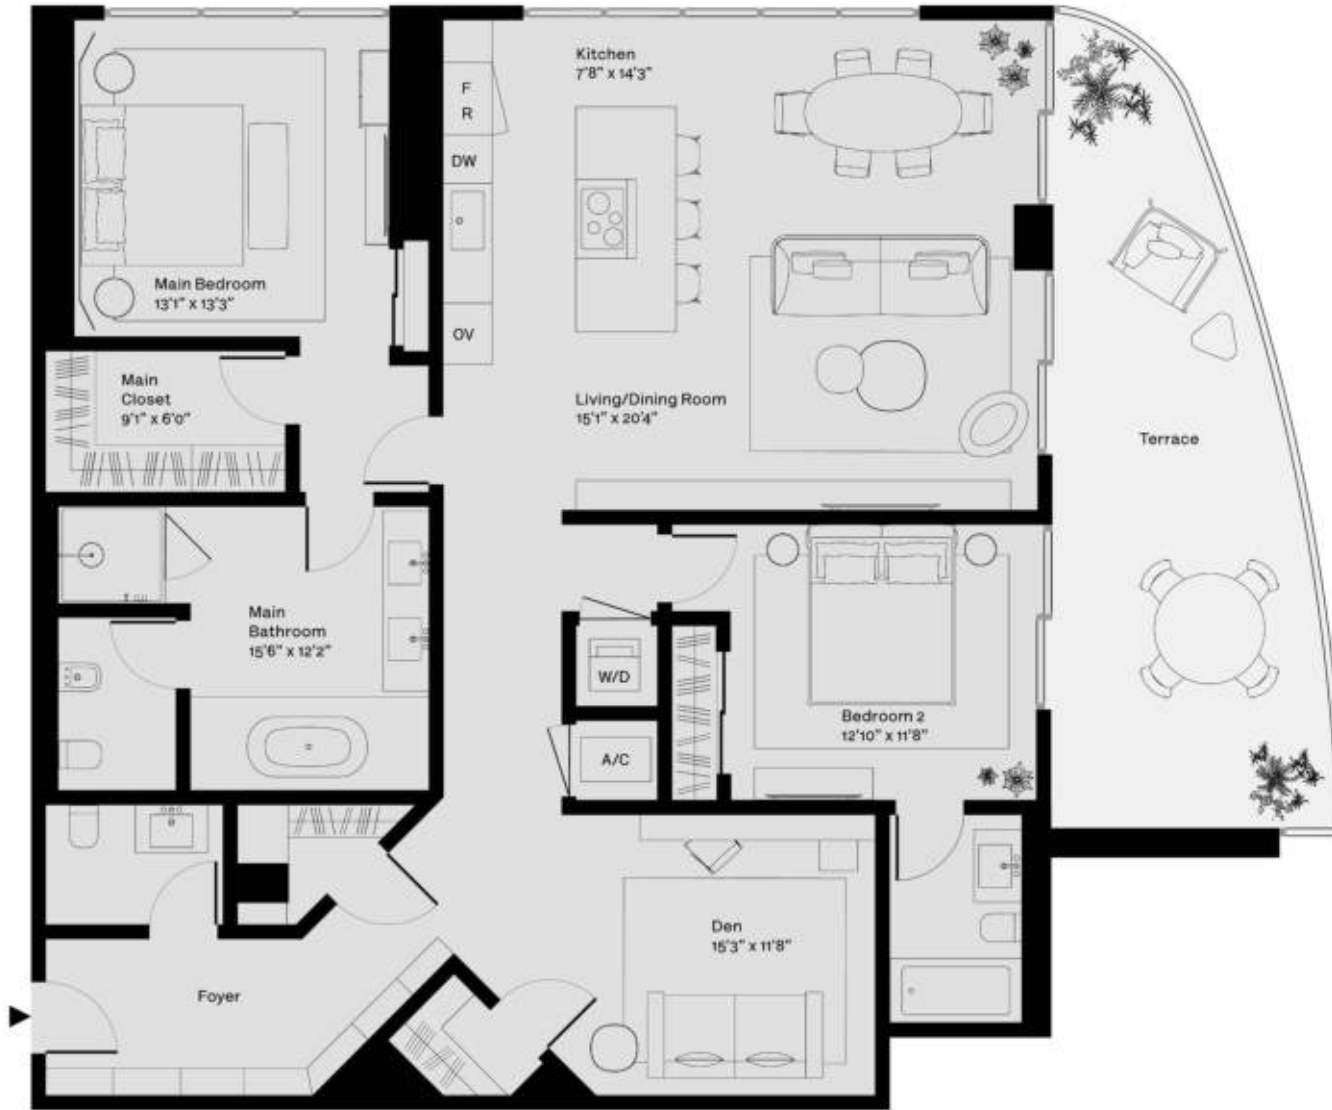 Kitchen
7'8" x 14'3"
F
R
DW
OV
Main Bedroom
13'1" x 13'3"
Main
Closet
9'1" x 6'0"
Living/Dining Room
15'1" x 20'4"
Terrace
Main
Bathroom
15'6" x 12'2"
W/D
A/C
Bedroom 2
12'10" x 11'8"
Den
15'3" x 11'8"
Foyer